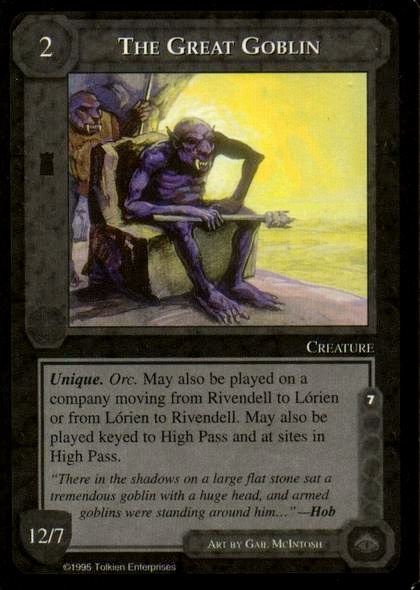 2
THE GREAT GOBLIN
CREATURE
Unique. Orc. May also be played on a
company moving from Rivendell to Lórien
or from Lórien to Rivendell. May also be
played keyed to High Pass and at sites in
High Pass.
7
"There in the shadows on a large flat stone sat a
tremendous goblin with a huge head, and armed
goblins were standing around him…" —Hob
12/7
ART BY GAIL MCINTOSH
©1995 Tolkien Enterprises